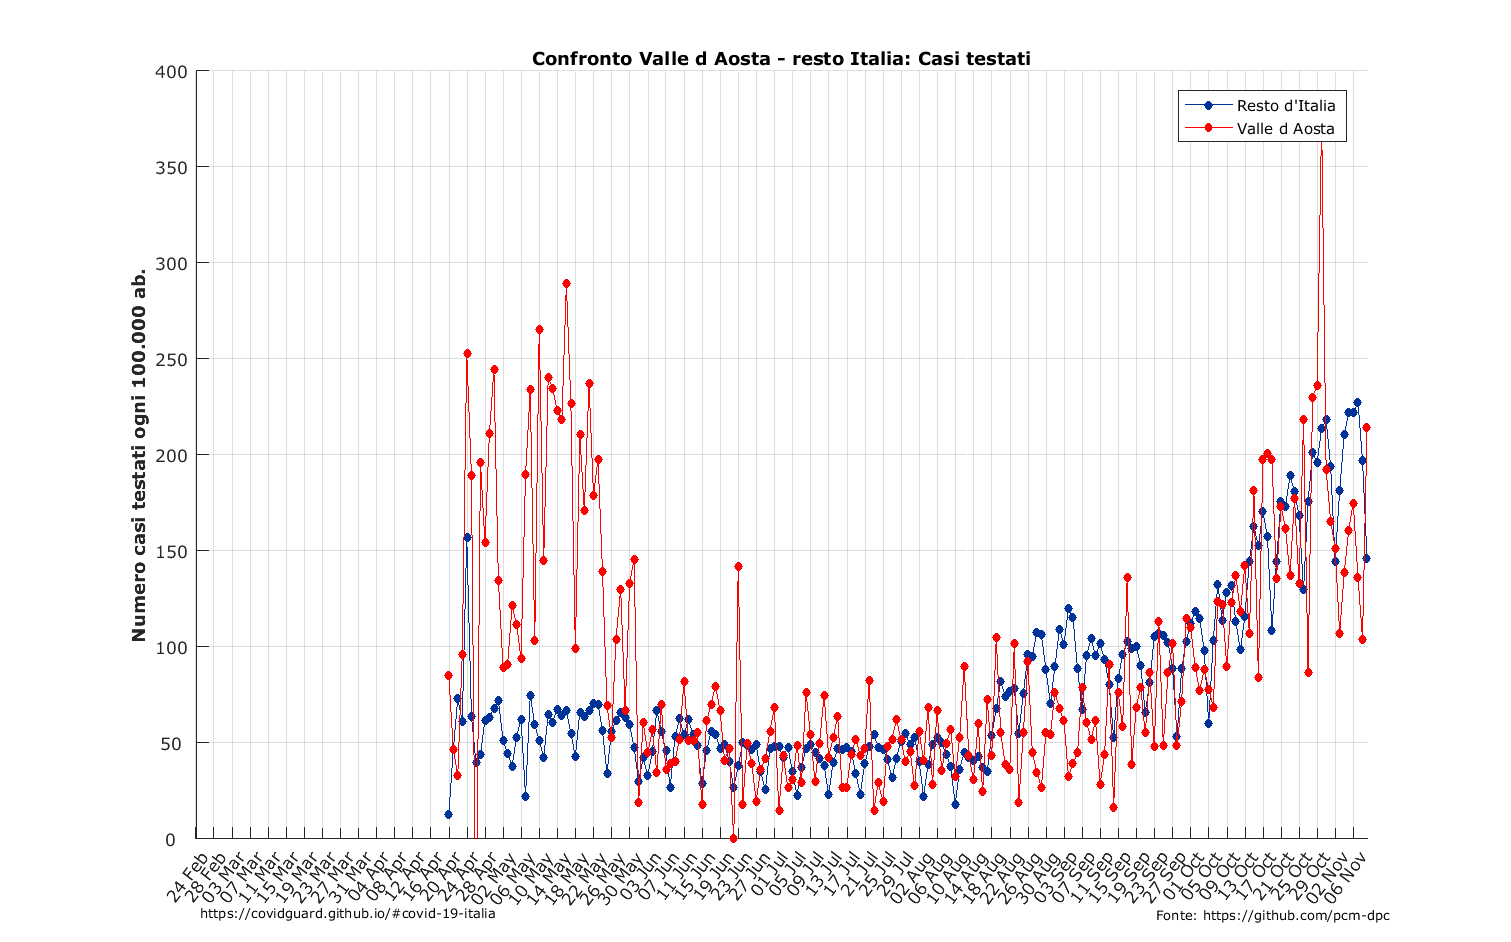 Confronto Valle d Aosta - resto Italia: Casi testati
Numero casi testati ogni 100.000 ab.
400
350
300
250
200
150
100
50
0
Resto d'Italia
Valle d Aosta
24 Feb
28 Feb
03 Mar
07 Mar
11 Mar
15 Mar
19 Mar
23 Mar
27 Mar
31 Mar
04 Apr
08 Apr
12 Apr
16 Apr
20 Apr
24 Apr
28 Apr
02 May
06 May
10 May
14 May
18 May
22 May
26 May
30 May
03 Jun
07 Jun
11 Jun
15 Jun
19 Jun
23 Jun
27 Jun
01 Jul
05 Jul
09 Jul
13 Jul
17 Jul
21 Jul
25 Jul
29 Jul
02 Aug
06 Aug
10 Aug
14 Aug
18 Aug
22 Aug
26 Aug
30 Aug
03 Sep
07 Sep
11 Sep
15 Sep
19 Sep
23 Sep
27 Sep
01 Oct
05 Oct
09 Oct
13 Oct
17 Oct
21 Oct
25 Oct
29 Oct
02 Nov
06 Nov
https://covidguard.github.io/#covid-19-italia
Fonte: https://github.com/pcm-dpc